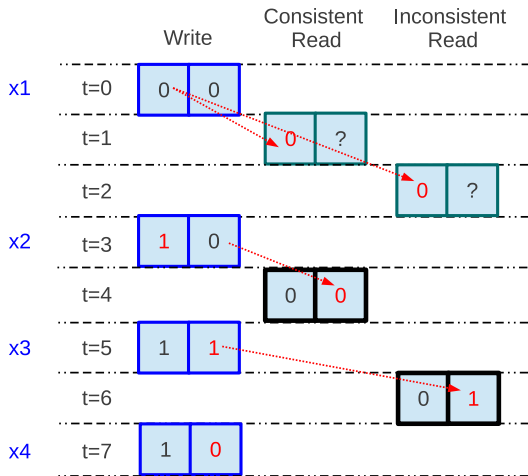 Write Consistent Read Inconsistent Read
x1 t=0 0 0
t=1 0 ?
t=2 0 ?
x2 t=3 1 0
t=4 0 0
x3 t=5 1 1
t=6 0 1
x4 t=7 1 0